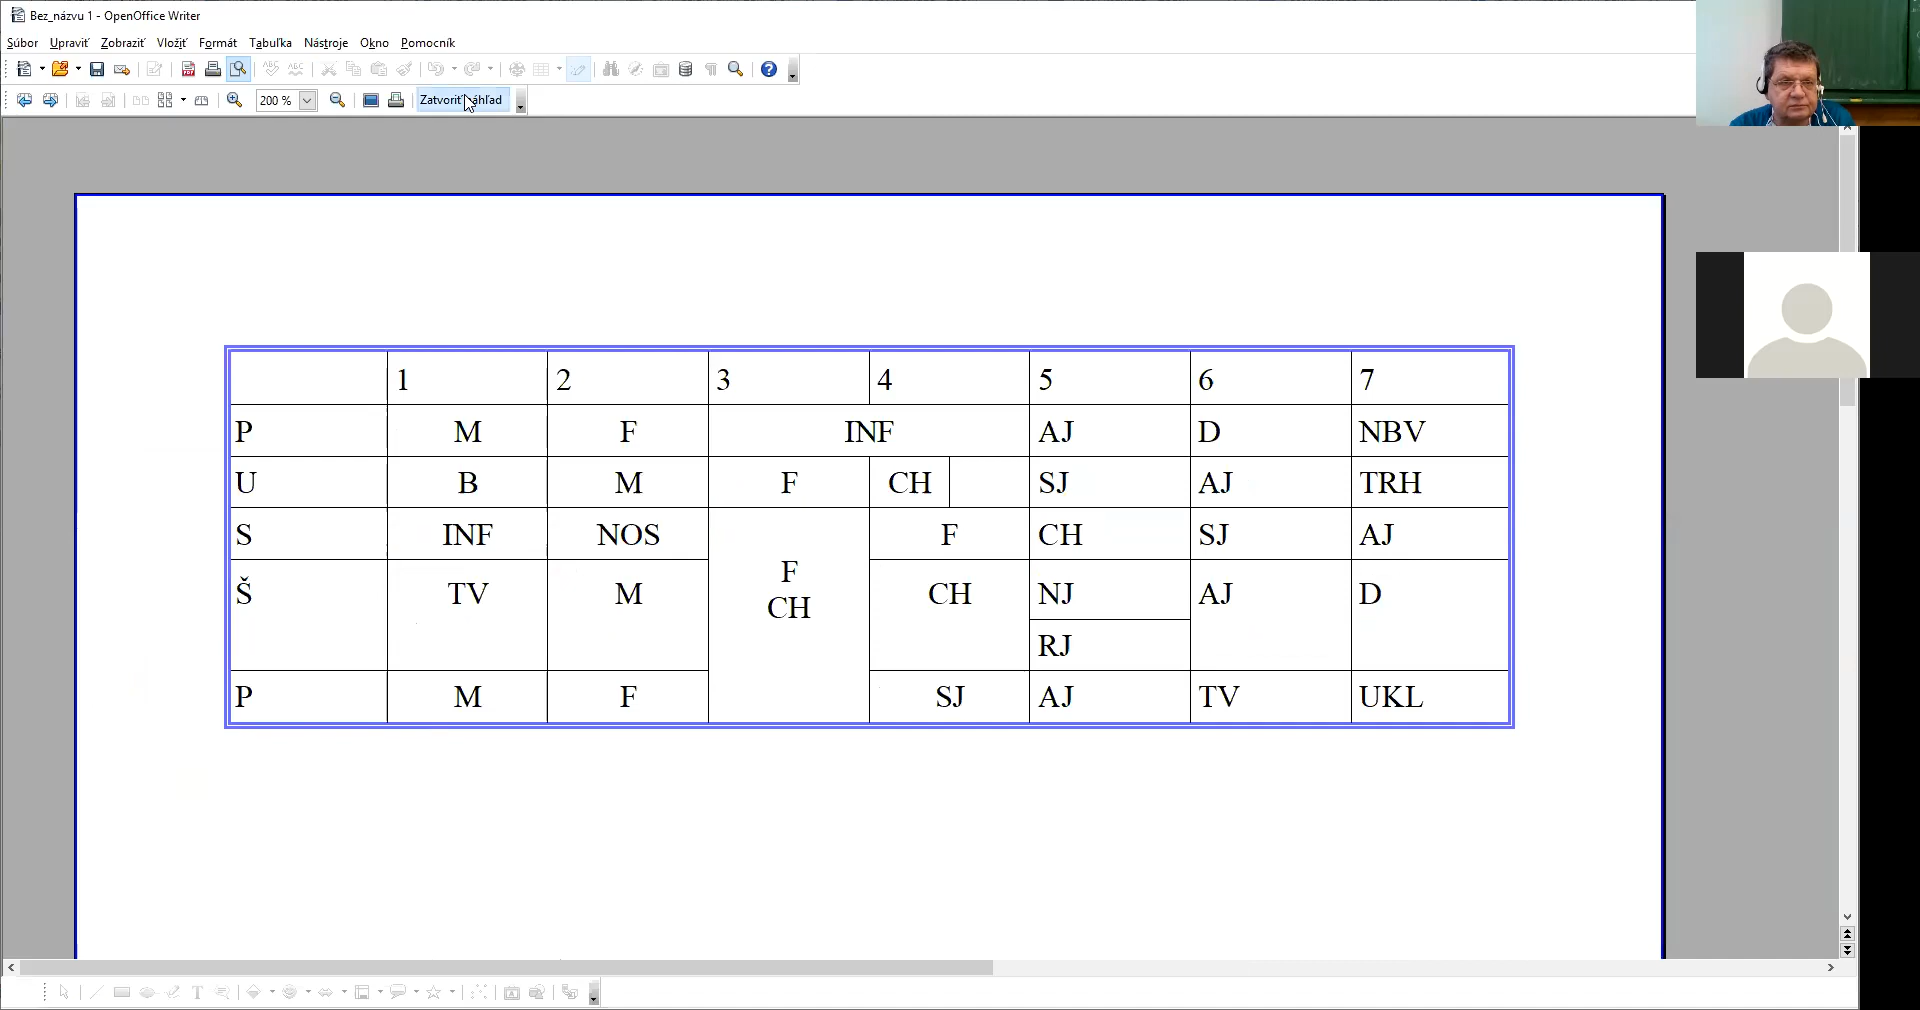 Bez_názvu 1 - OpenOffice Writer
Súbor Upraviť Zobraziť Vložiť Formát Tabuľka Nástroje Okno Pomocník
200 % Zatvoriť náhľad
1 2 3 4 5 6 7
P M F INF AJ D NBV
U B M F CH SJ AJ TRH
S INF NOS F CH F CH SJ AJ
Š TV M CH NJ AJ D
RJ
P M F SJ AJ TV UKL